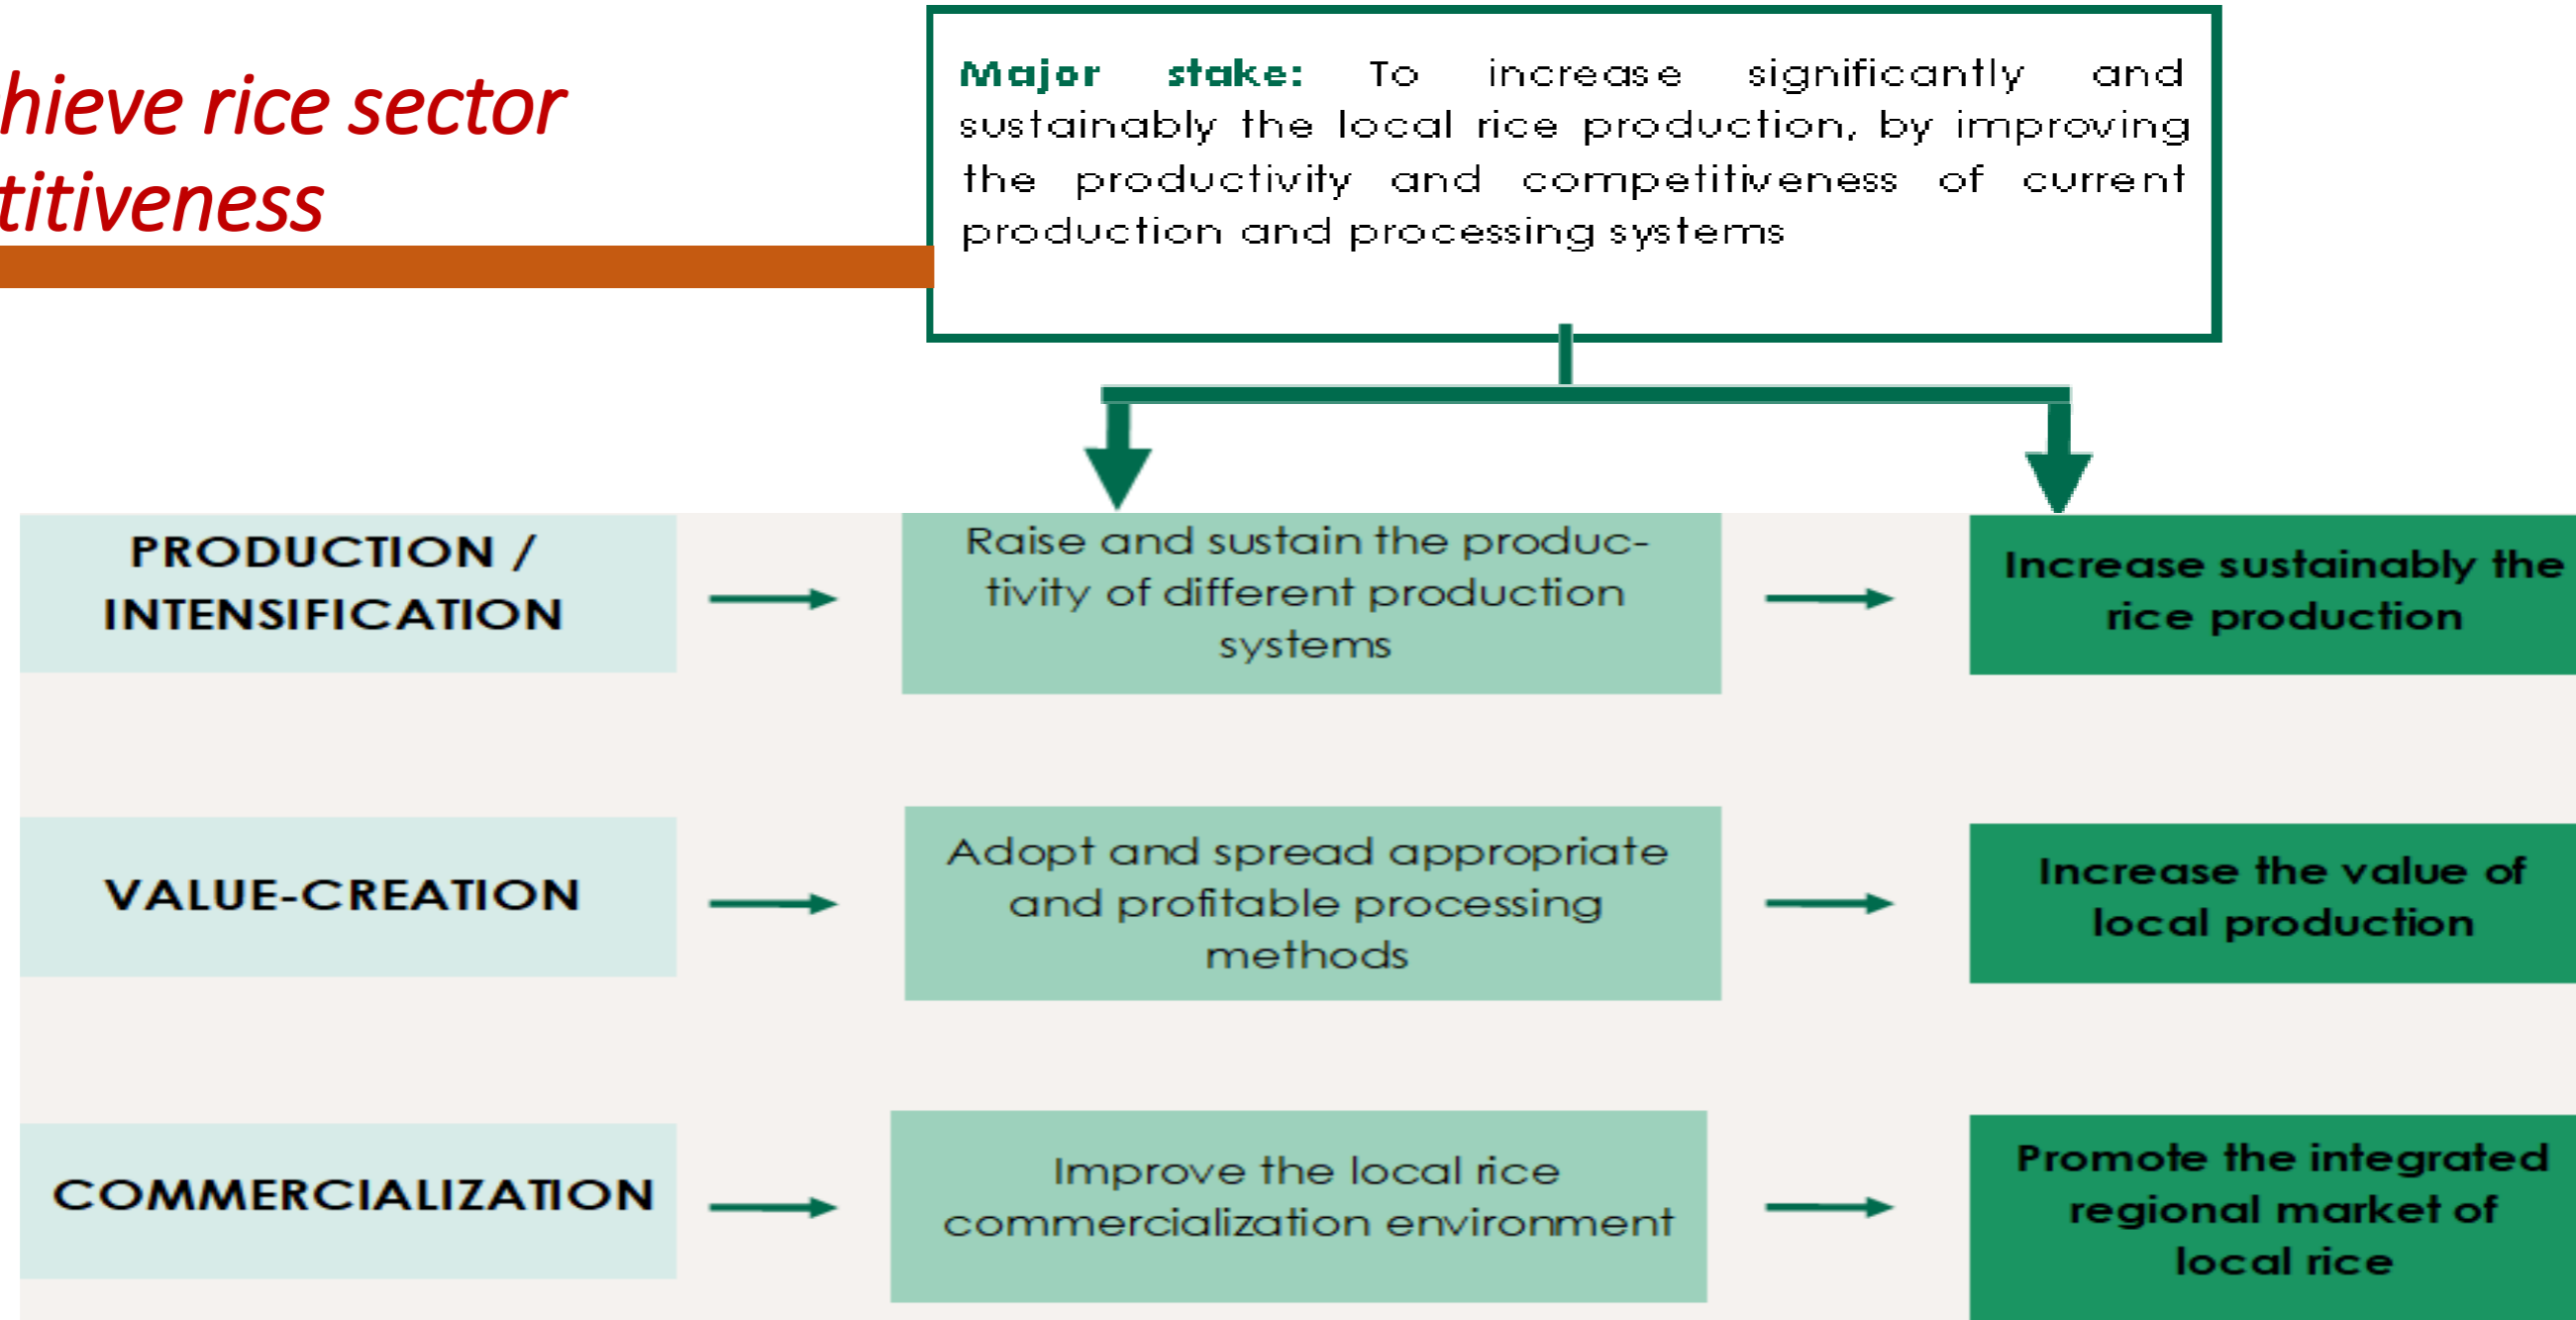 hieve rice sector
titiveness
Major stake: To increase significantly and
sustainably the local rice production, by improving
the productivity and competitiveness of current
production and processing systems
PRODUCTION /
INTENSIFICATION
Raise and sustain the produc-
tivity of different production
systems
Increase sustainably the
rice production
VALUE-CREATION
Adopt and spread appropriate
and profitable processing
methods
Increase the value of
local production
COMMERCIALIZATION
Improve the local rice
commercialization environment
Promote the integrated
regional market of
local rice